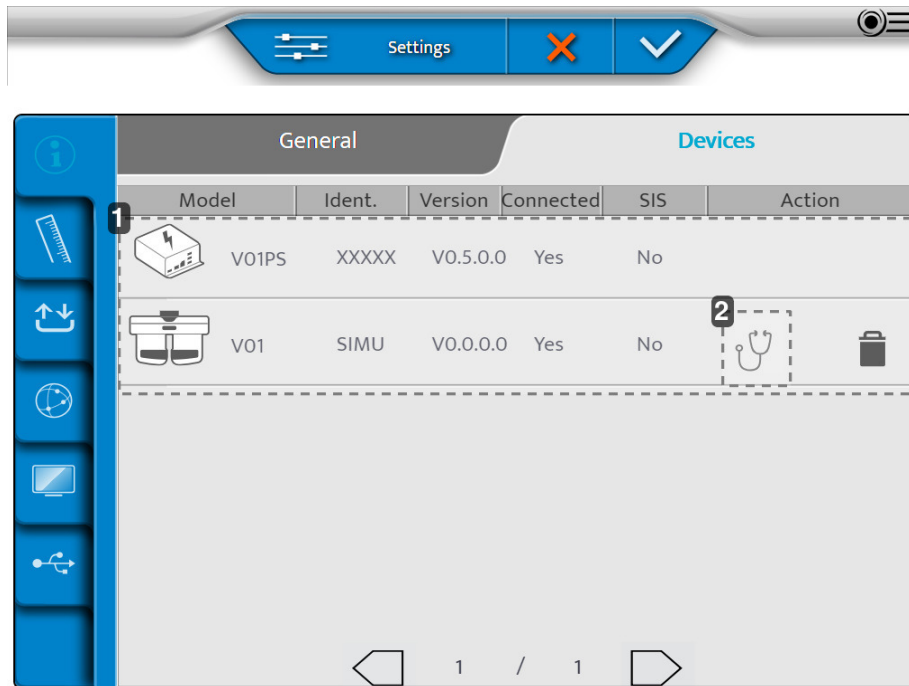 Settings
General Devices
Model Ident. Version Connected SIS Action
1
V01PS XXXXX V0.5.0.0 Yes No
2
V01 SIMU V0.0.0.0 Yes No
1 / 1